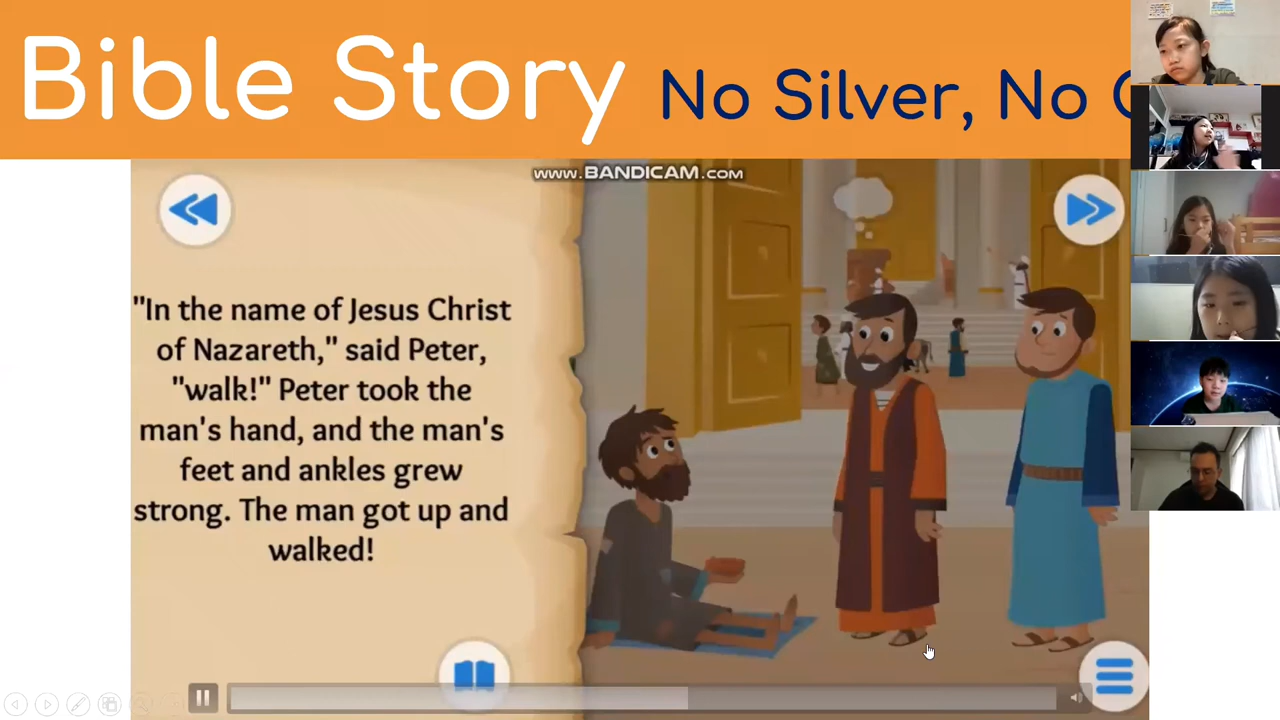 Bible Story No Silver, No
www.BANDICAM.com
"In the name of Jesus Christ
of Nazareth," said Peter,
"walk!" Peter took the
man's hand, and the man's
feet and ankles grew
strong. The man got up and
walked!